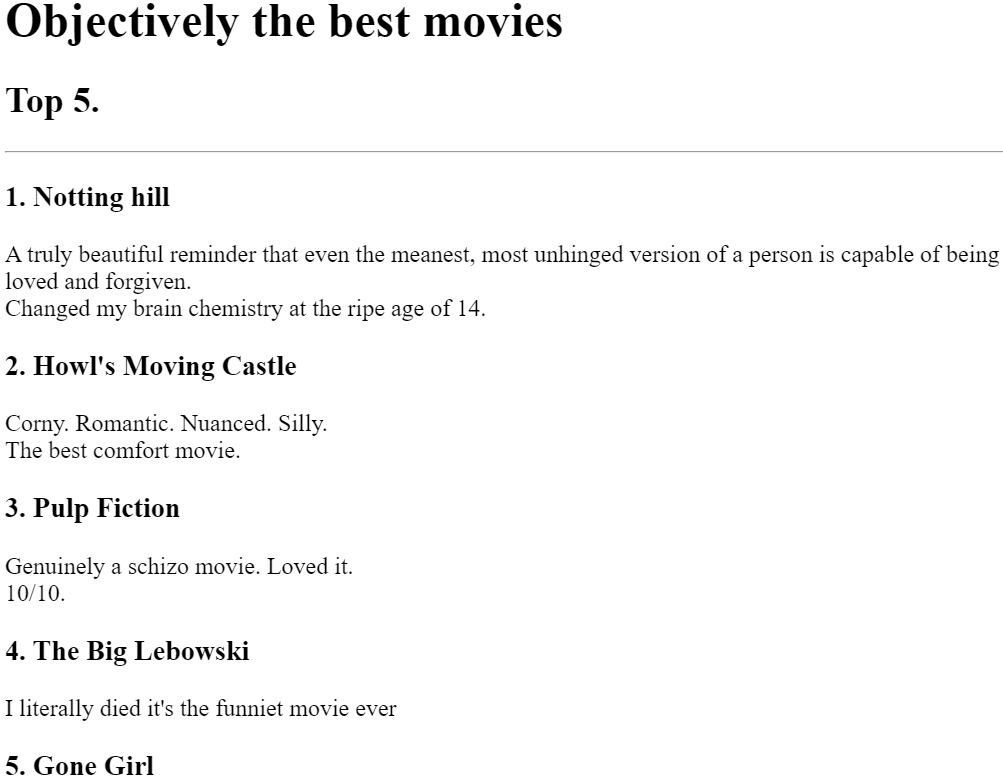 Objectively the best movies
Top 5.
1. Notting hill
A truly beautiful reminder that even the meanest, most unhinged version of a person is capable of being
loved and forgiven.
Changed my brain chemistry at the ripe age of 14.
2. Howl's Moving Castle
Corny. Romantic. Nuanced. Silly.
The best comfort movie.
3. Pulp Fiction
Genuinely a schizo movie. Loved it.
10/10.
4. The Big Lebowski
I literally died it's the funniet movie ever
5. Gone Girl